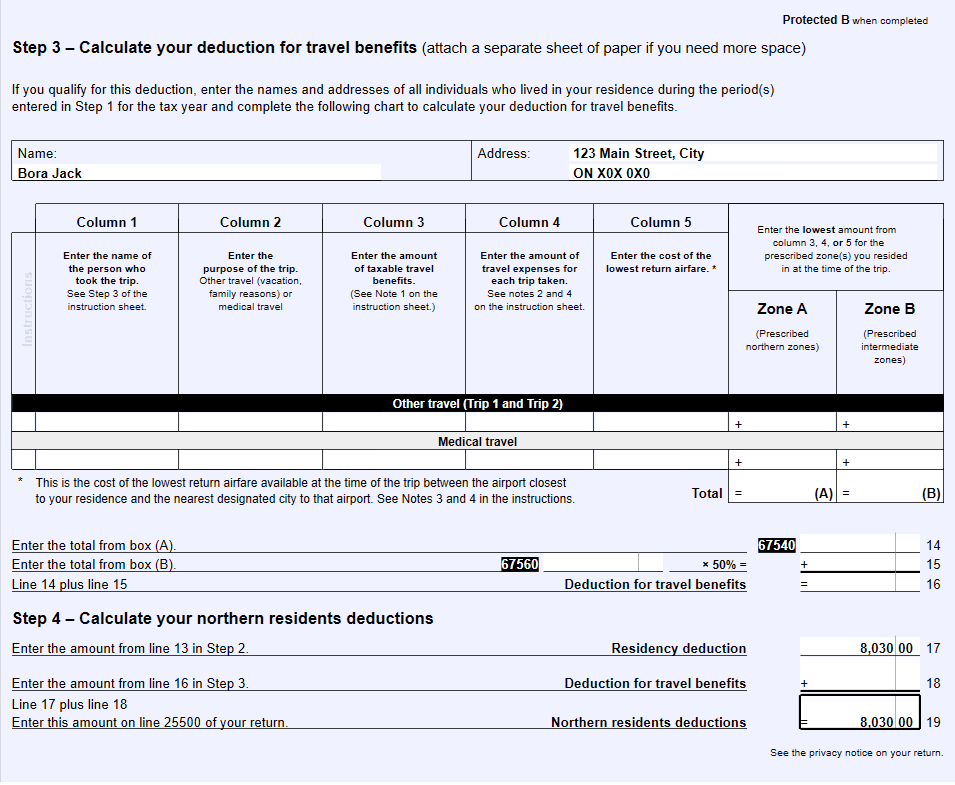 Protected B when completed
Step 3 – Calculate your deduction for travel benefits (attach a separate sheet of paper if you need more space)
If you qualify for this deduction, enter the names and addresses of all individuals who lived in your residence during the period(s)
entered in Step 1 for the tax year and complete the following chart to calculate your deduction for travel benefits.
Name:
Bora Jack
Address: 123 Main Street, City
ON X0X 0X0
Instructions
Column 1
Enter the name of
the person who
took the trip.
See Step 3 of the
instruction sheet.
Column 2
Enter the
purpose of the trip.
Other travel (vacation,
family reasons) or
medical travel
Column 3
Enter the amount
of taxable travel
benefits.
(See Note 1 on the
instruction sheet.)
Column 4
Enter the amount of
travel expenses for
each trip taken.
See notes 2 and 4
on the instruction sheet.
Column 5
Enter the cost of the
lowest return airfare. *
Enter the lowest amount from
column 3, 4, or 5 for the
prescribed zone(s) you resided
in at the time of the trip.
Zone A
(Prescribed
northern zones)
Zone B
(Prescribed
intermediate
zones)
Other travel (Trip 1 and Trip 2)
+ +
Medical travel
+ +
* This is the cost of the lowest return airfare available at the time of the trip between the airport closest
to your residence and the nearest designated city to that airport. See Notes 3 and 4 in the instructions.
Total = (A) = (B)
Enter the total from box (A). 67540 14
Enter the total from box (B). 67560 × 50% = + 15
Line 14 plus line 15 Deduction for travel benefits = 16
Step 4 – Calculate your northern residents deductions
Enter the amount from line 13 in Step 2. Residency deduction 8,030 00 17
Enter the amount from line 16 in Step 3. Deduction for travel benefits + 18
Line 17 plus line 18
Enter this amount on line 25500 of your return. Northern residents deductions = 8,030 00 19
See the privacy notice on your return.